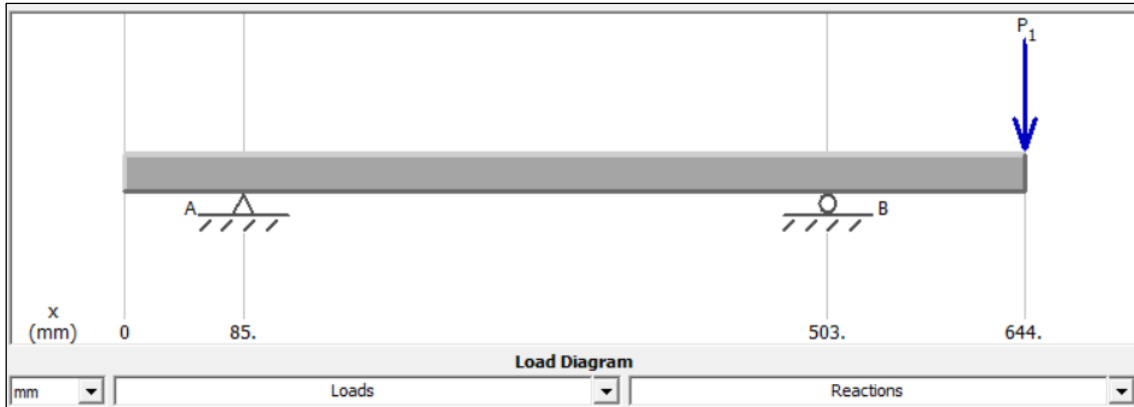 P1
A
B
x
(mm) 0 85. 503. 644.
Load Diagram
mm Loads Reactions